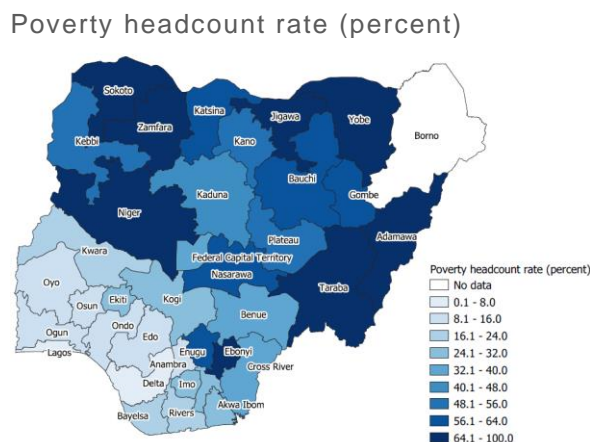 Poverty headcount rate (percent)
Sokoto
Katsina
Jigawa
Yobe
Zamfara
Borno
Kebbi
Kano
Bauchi
Gombe
Kaduna
Niger
Adamawa
Plateau
Kwara
Federal Capital Territory
Nasarawa
Taraba
Oyo
Ekiti
Kogi
Osun
Benue
Ogun
Ondo
Edo
Enugu
Ebonyi
Lagos
Anambra
Cross River
Delta
Imo
Bayelsa
Rivers
Akwa Ibom
Poverty headcount rate (percent)
No data
0.1 - 8.0
8.1 - 16.0
16.1 - 24.0
24.1 - 32.0
32.1 - 40.0
40.1 - 48.0
48.1 - 56.0
56.1 - 64.0
64.1 - 100.0